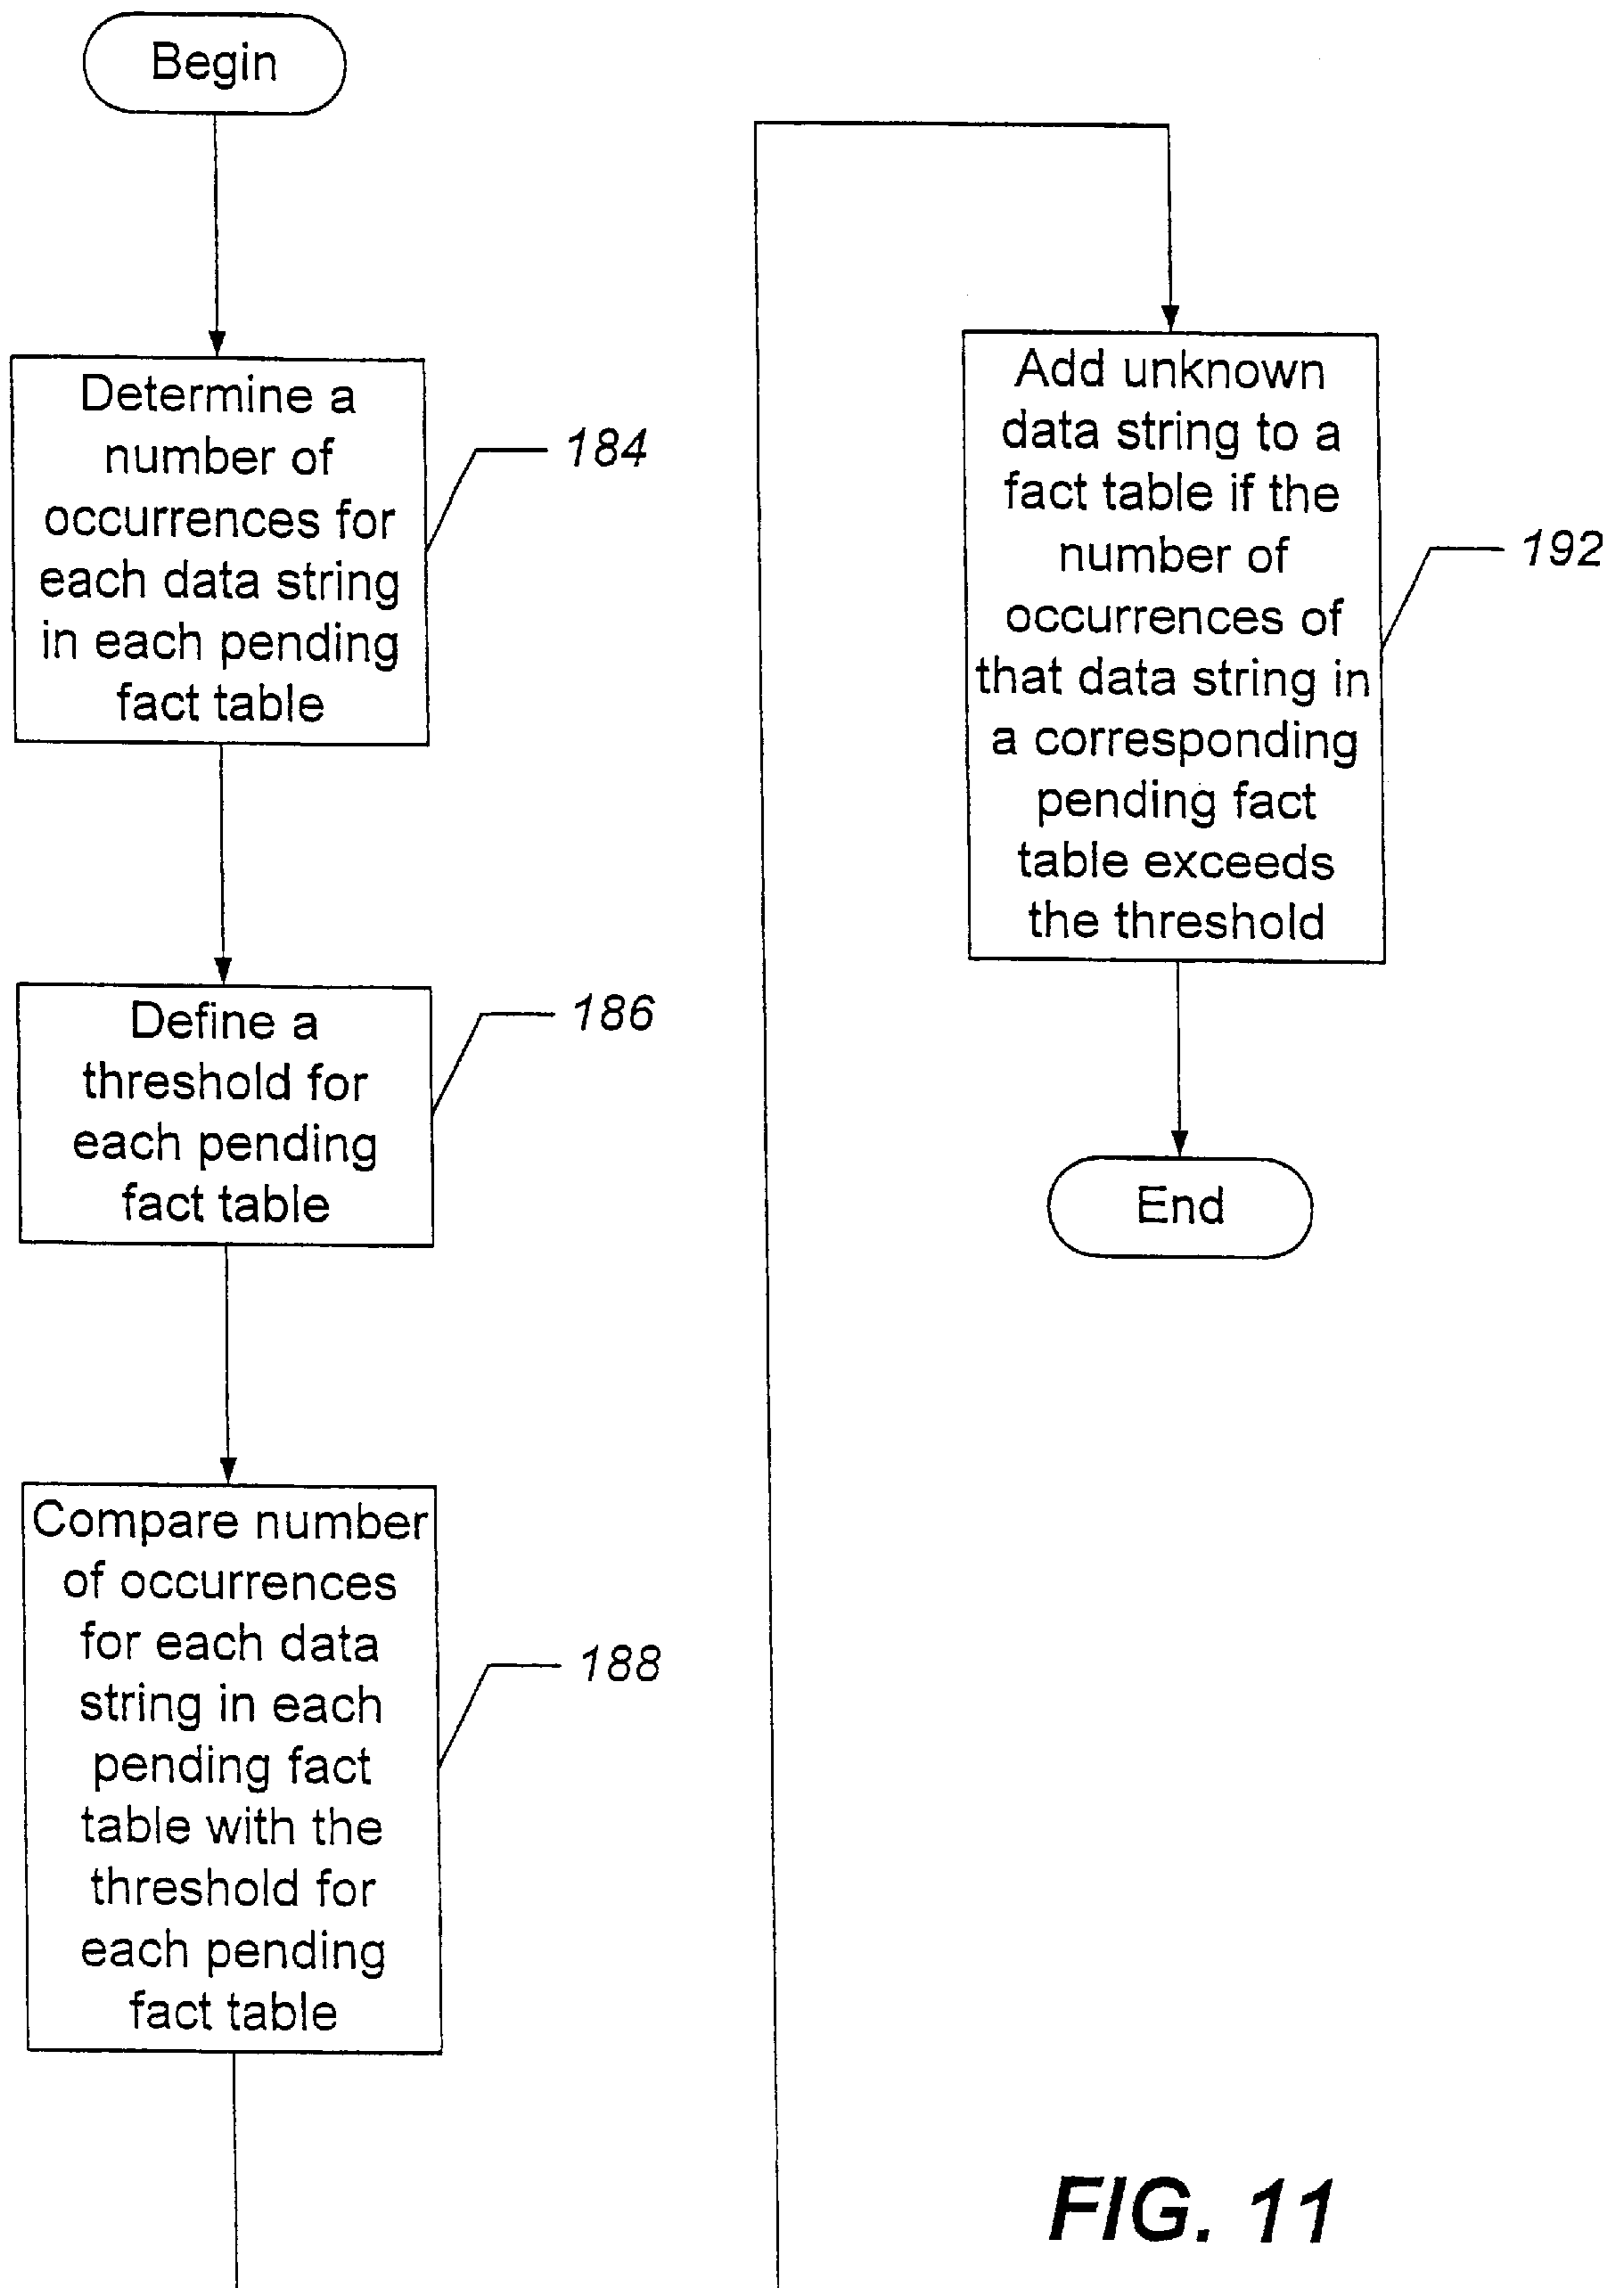 Begin
Determine a
number of
occurrences for
each data string
in each pending
fact table
184
Define a
threshold for
each pending
fact table
186
Compare number
of occurrences
for each data
string in each
pending fact
table with the
threshold for
each pending
fact table
188
Add unknown
data string to a
fact table if the
number of
occurrences of
that data string in
a corresponding
pending fact
table exceeds
the threshold
192
End
FIG. 11